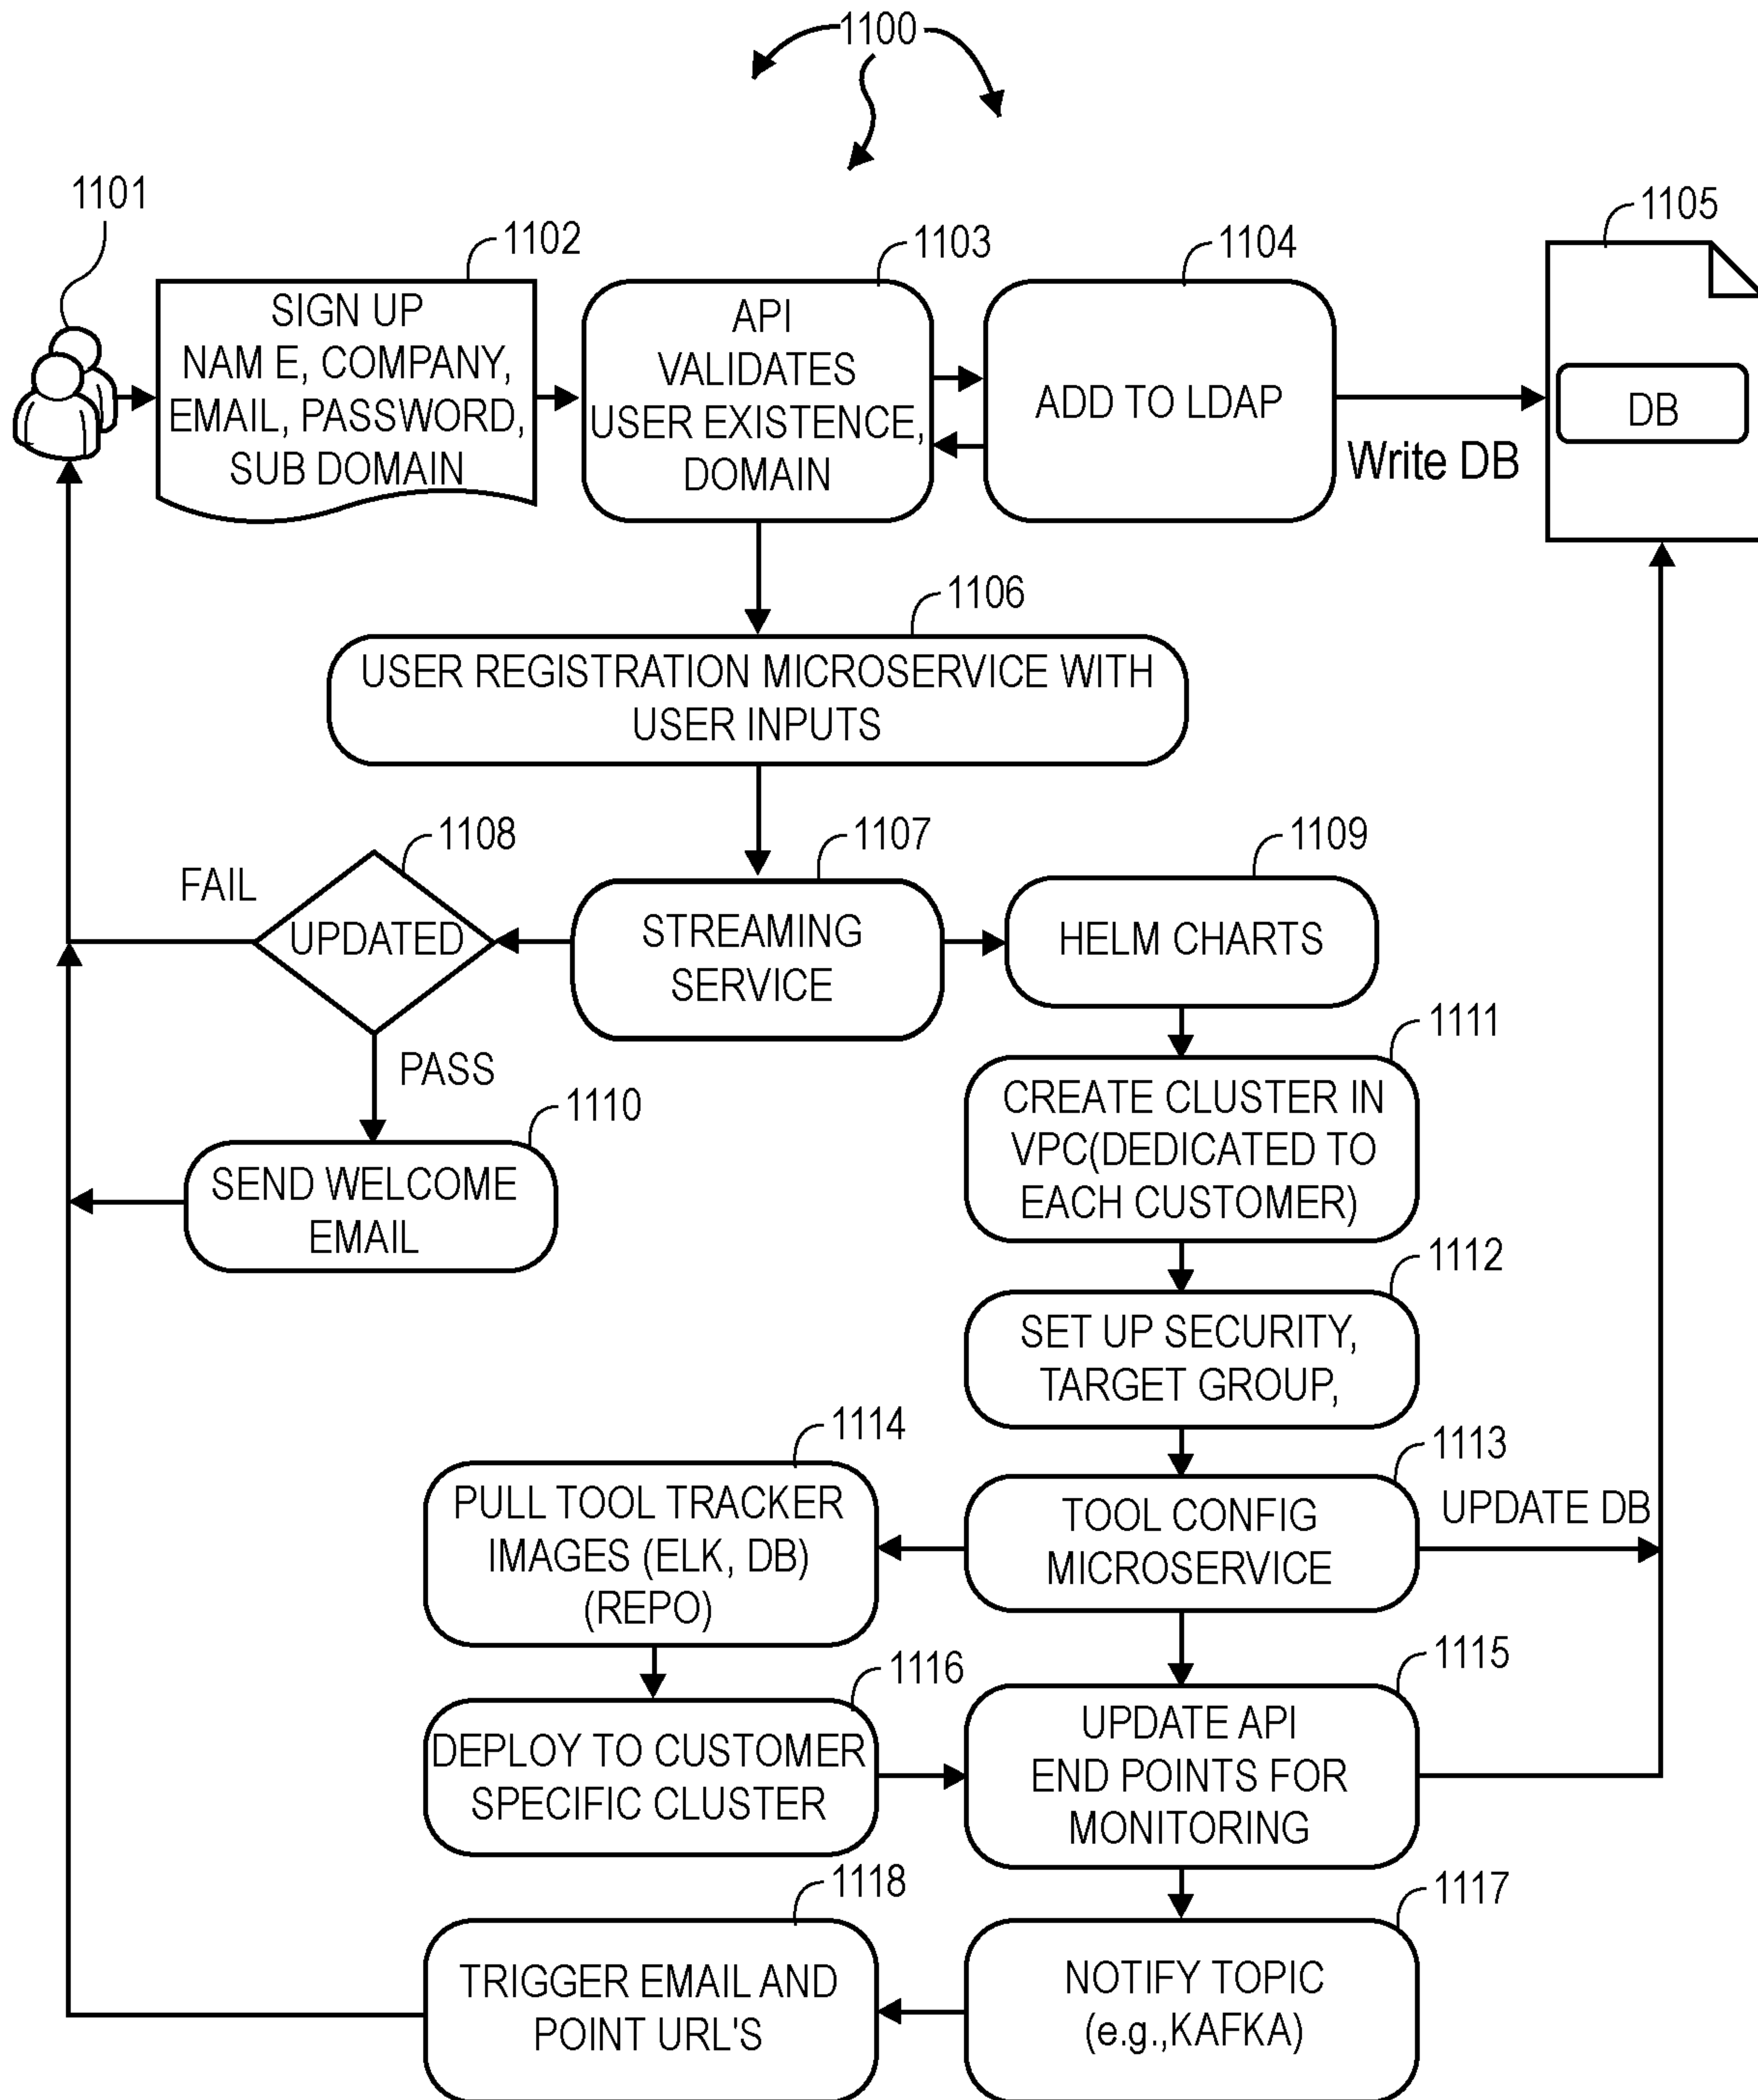 1100
1101
1102
1103
1104
1105
SIGN UP
NAM E, COMPANY,
EMAIL, PASSWORD,
SUB DOMAIN
API
VALIDATES
USER EXISTENCE,
DOMAIN
ADD TO LDAP
Write DB
DB
1106
USER REGISTRATION MICROSERVICE WITH
USER INPUTS
1108
1107
1109
FAIL
UPDATED
STREAMING
SERVICE
HELM CHARTS
PASS
1110
SEND WELCOME
EMAIL
1111
CREATE CLUSTER IN
VPC(DEDICATED TO
EACH CUSTOMER)
1112
SET UP SECURITY,
TARGET GROUP,
1114
PULL TOOL TRACKER
IMAGES (ELK, DB)
(REPO)
1113
TOOL CONFIG
MICROSERVICE
UPDATE DB
1116
DEPLOY TO CUSTOMER
SPECIFIC CLUSTER
1115
UPDATE API
END POINTS FOR
MONITORING
1118
TRIGGER EMAIL AND
POINT URL'S
1117
NOTIFY TOPIC
(e.g.,KAFKA)